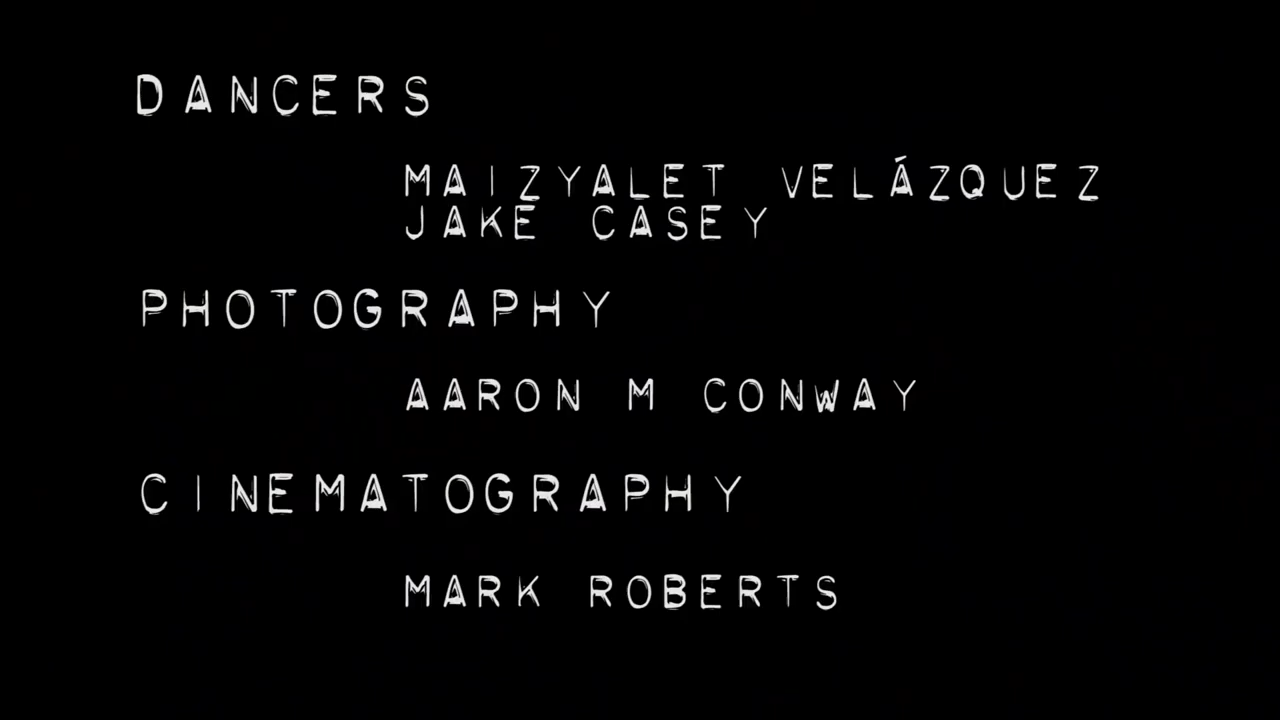 DANCERS
MAIZYALET VELÁZQUEZ
JAKE CASEY
PHOTOGRAPHY
AARON M CONWAY
CINEMATOGRAPHY
MARK ROBERTS